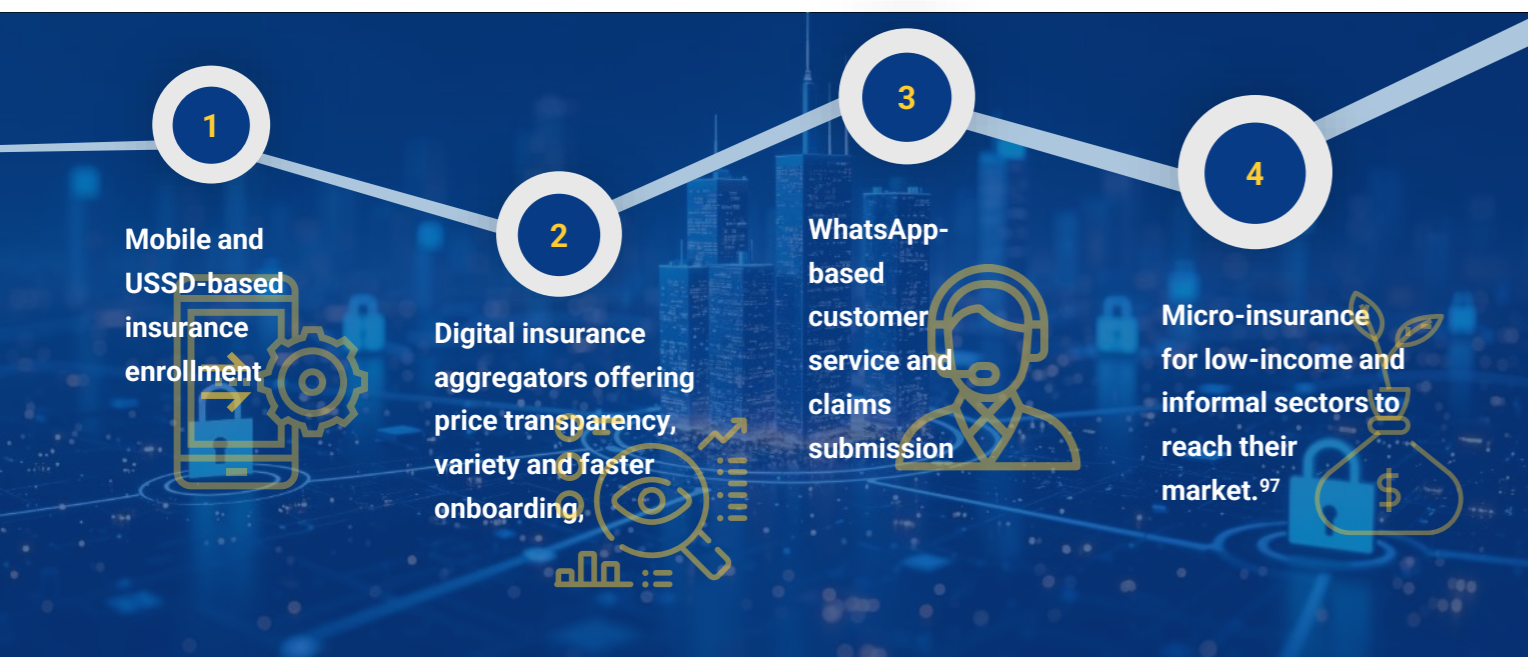 1
Mobile and
USSD-based
insurance
enrollment
2
Digital insurance
aggregators offering
price transparency,
variety and faster
onboarding,
3
WhatsApp-
based
customer
service and
claims
submission
4
Micro-insurance
for low-income and
informal sectors to
reach their
market.⁹⁷
$